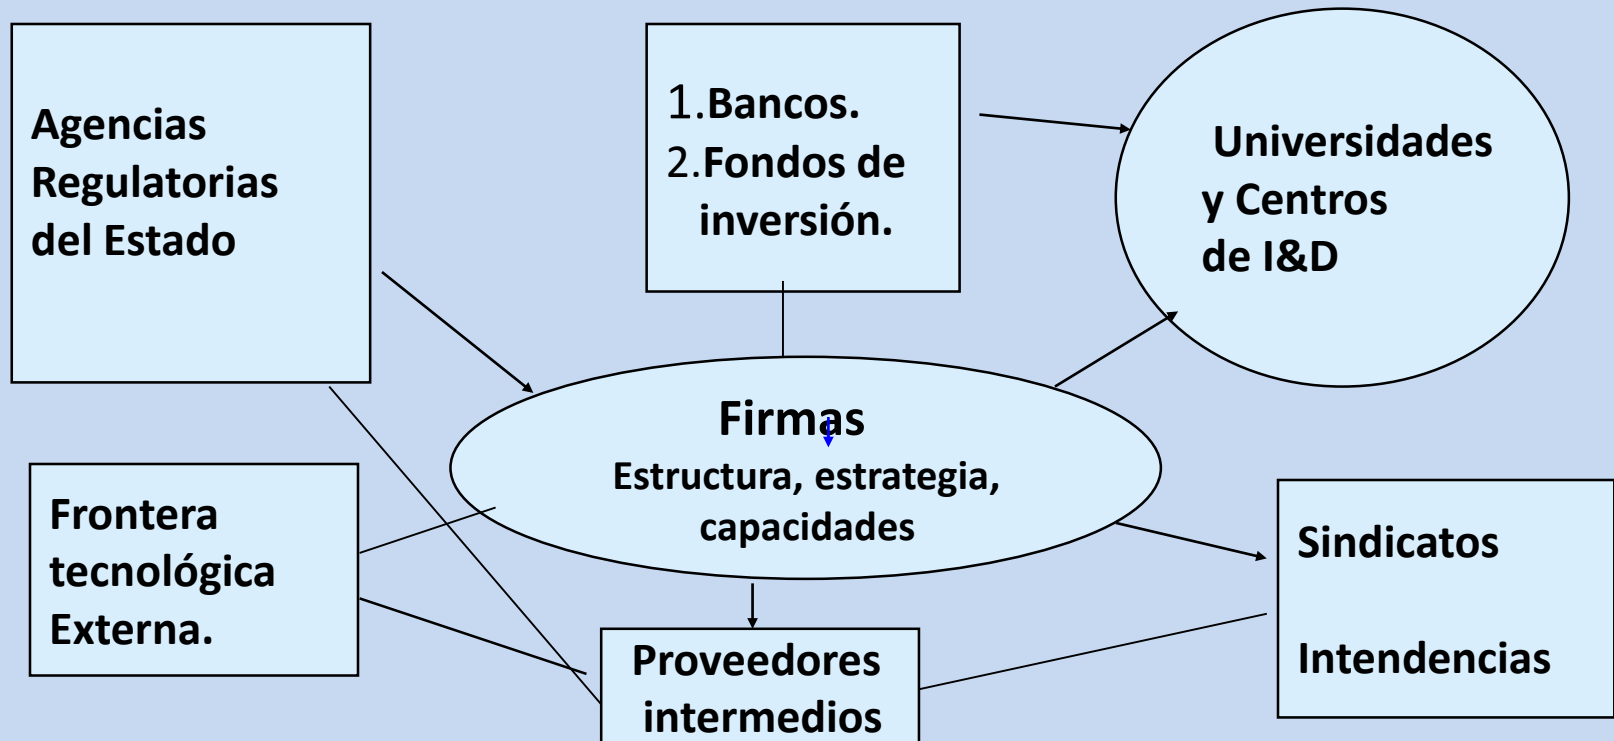 Agencias
Regulatorias
del Estado
1.Bancos.
2.Fondos de
inversión.
Universidades
y Centros
de I&D
Firmas
Estructura, estrategia,
capacidades
Frontera
tecnológica
Externa.
Proveedores
intermedios
Sindicatos
Intendencias